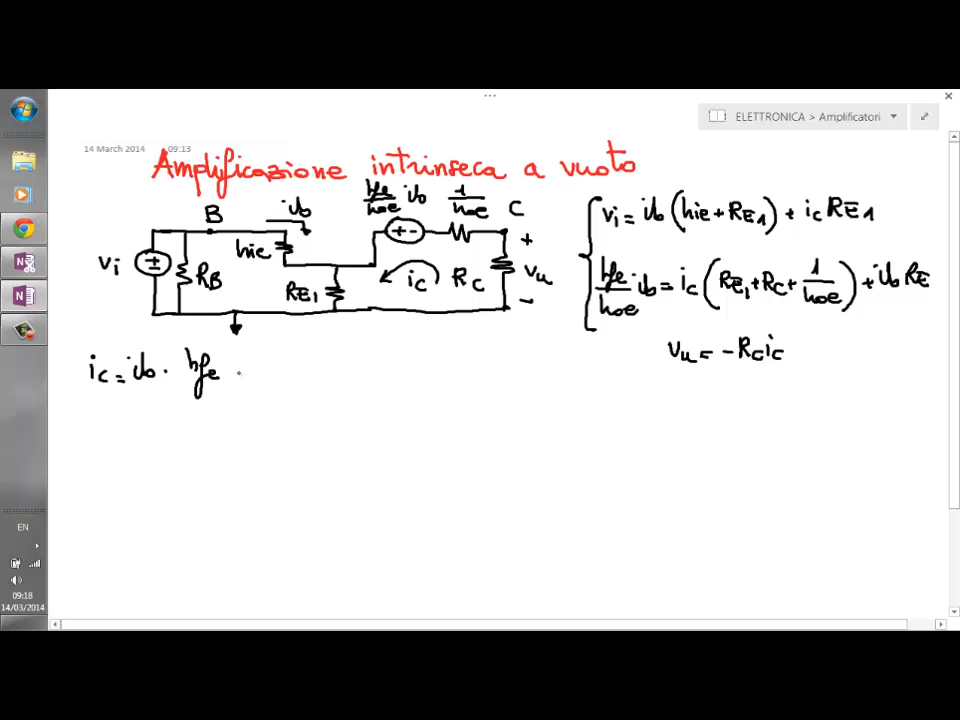 ELETTRONICA > Amplificatori
14 March 2014 09:13
Amplificazione intrinseca a vuoto
B
ib
hfe/hoe ib
1/hoe
C
+
vi
RB
hie
RE1
ic
RC
vu
-
vi = ib (hie + RE1) + ic RE1
hfe/hoe ib = ic (RE1 + RC + 1/hoe) + ib RE
vu = -RC ic
ic = ib · hfe
EN
09:18
14/03/2014